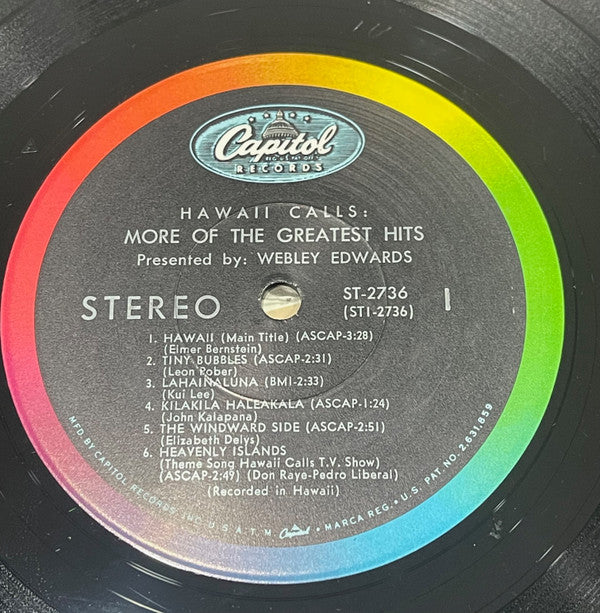 Capitol
RECORDS
HAWAII CALLS:
MORE OF THE GREATEST HITS
Presented by: WEBLEY EDWARDS
STEREO
ST-2736
(ST1-2736)
1
1. HAWAII (Main Title) (ASCAP-3:28)
(Elmer Bernstein)
2. TINY BUBBLES (ASCAP-2:31)
(Leon Pober)
3. LAHAINALUNA (BMI-2:33)
(Kui Lee)
4. KILAKILA HALEAKALA (ASCAP-1:24)
(John Kalapana)
5. THE WINDWARD SIDE (ASCAP-2:51)
(Elizabeth Delys)
6. HEAVENLY ISLANDS
(Theme Song Hawaii Calls T.V. Show)
(ASCAP-2:49) (Don Raye-Pedro Liberal)
(Recorded in Hawaii)
MFD. BY CAPITOL RECORDS, INC. U.S.A. T.M. Capitol • MARCA REG. • U.S. PAT. NO. 2,631,859